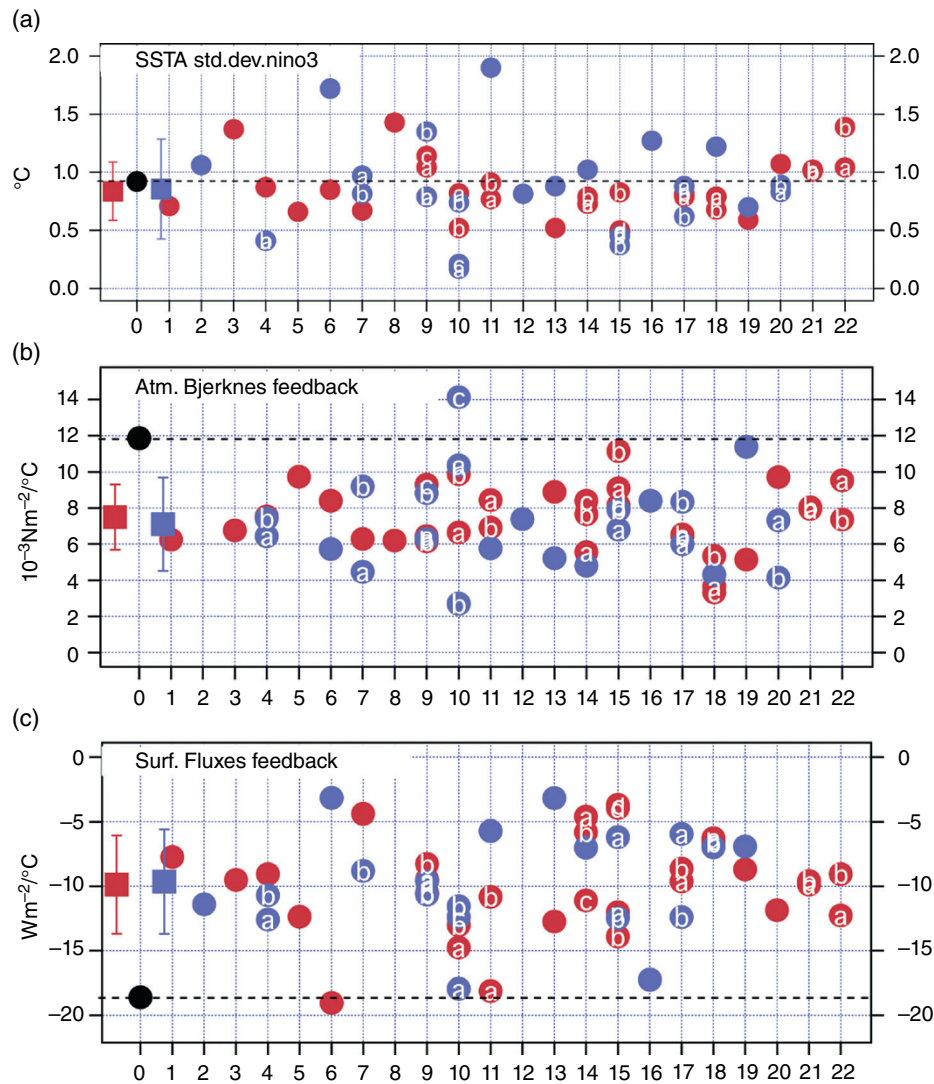 (a)
SSTA std.dev.nino3
2.0 2.0
1.5 1.5
1.0 1.0
0.5 0.5
0.0 0.0
°C
0 1 2 3 4 5 6 7 8 9 10 11 12 13 14 15 16 17 18 19 20 21 22
(b)
Atm. Bjerknes feedback
14 14
12 12
10 10
8 8
6 6
4 4
2 2
0 0
10⁻³Nm⁻²/°C
0 1 2 3 4 5 6 7 8 9 10 11 12 13 14 15 16 17 18 19 20 21 22
(c)
Surf. Fluxes feedback
−0 0
−5 −5
−10 −10
−15 −15
−20 −20
Wm⁻²/°C
0 1 2 3 4 5 6 7 8 9 10 11 12 13 14 15 16 17 18 19 20 21 22